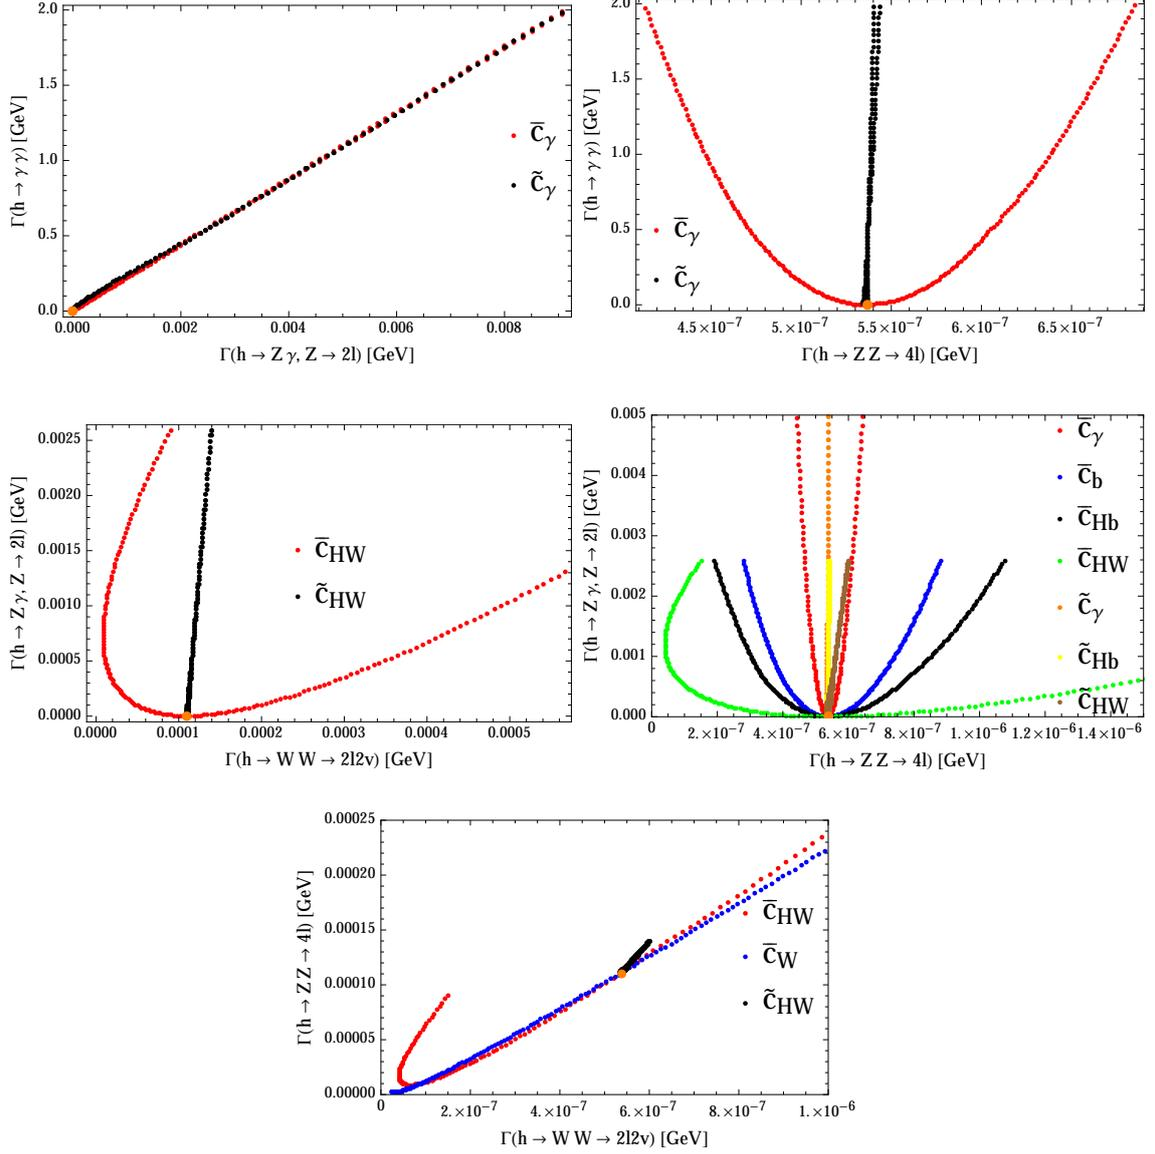 2.0
1.5
1.0
0.5
0.0
Γ(h → γ γ) [GeV]
c̄γ
c̃γ
0.000 0.002 0.004 0.006 0.008
Γ(h → Z γ, Z → 2l) [GeV]
2.0
1.5
1.0
0.5
0.0
Γ(h → γ γ) [GeV]
c̄γ
c̃γ
4.5×10⁻⁷ 5.×10⁻⁷ 5.5×10⁻⁷ 6.×10⁻⁷ 6.5×10⁻⁷
Γ(h → Z Z → 4l) [GeV]
0.0025
0.0020
0.0015
0.0010
0.0005
0.0000
Γ(h → Z γ, Z → 2l) [GeV]
c̄HW
c̃HW
0.0000 0.0001 0.0002 0.0003 0.0004 0.0005
Γ(h → W W → 2l2v) [GeV]
0.005
0.004
0.003
0.002
0.001
0.000
Γ(h → Z γ, Z → 2l) [GeV]
c̄γ
c̄b
c̄Hb
c̄HW
c̃γ
c̃Hb
c̃HW
0 2.×10⁻⁷ 4.×10⁻⁷ 6.×10⁻⁷ 8.×10⁻⁷ 1.×10⁻⁶ 1.2×10⁻⁶ 1.4×10⁻⁶
Γ(h → Z Z → 4l) [GeV]
0.00025
0.00020
0.00015
0.00010
0.00005
0.00000
Γ(h → Z Z → 4l) [GeV]
c̄HW
c̄W
c̃HW
0 2.×10⁻⁷ 4.×10⁻⁷ 6.×10⁻⁷ 8.×10⁻⁷ 1.×10⁻⁶
Γ(h → W W → 2l2v) [GeV]